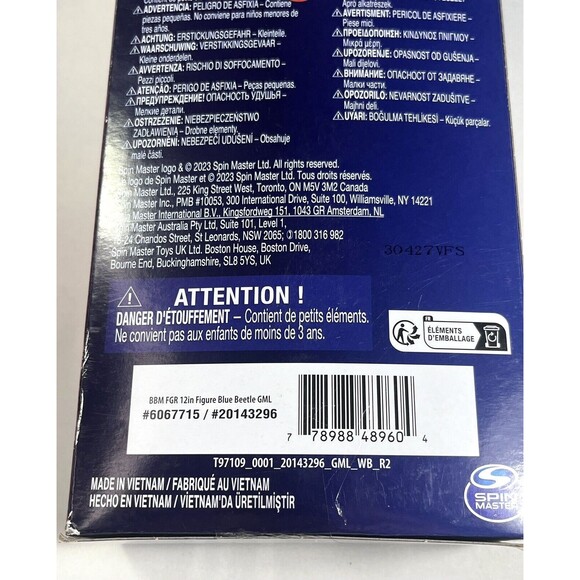 ADVERTENCIA: PELIGRO DE ASFIXIA – Contiene
piezas pequeñas. No conviene para niños menores de
tres años.
ACHTUNG: ERSTICKUNGSGEFAHR – Kleinteile.
WAARSCHUWING: VERSTIKKINGSGEVAAR –
Kleine onderdelen.
AVVERTENZA: RISCHIO DI SOFFOCAMENTO –
Pezzi piccoli.
ATENÇÃO: PERIGO DE ASFIXIA – Peças pequenas.
ПРЕДУПРЕЖДЕНИЕ! ОПАСНОСТЬ УДУШЬЯ –
Мелкие детали.
OSTRZEŻENIE: NIEBEZPIECZEŃSTWO
ZADŁAWIENIA – Drobne elementy.
UPOZORNĚNÍ: NEBEZPEČÍ UDUŠENÍ – Obsahuje
malé části.
Apró alkatrészek.
AVERTISMENT: PERICOL DE ASFIXIERE –
Piese mici.
ΠΡΟΕΙΔΟΠΟΙΗΣΗ: ΚΙΝΔΥΝΟΣ ΠΝΙΓΜΟΥ –
Μικρά μέρη.
UPOZORENJE: OPASNOST OD GUŠENJA –
Mali dijelovi.
ВНИМАНИЕ: ОПАСНОСТ ОТ ЗАДАВЯНЕ –
Малки части.
OPOZORILO: NEVARNOST ZADUŠITVE –
Majhni deli.
UYARI: BOĞULMA TEHLİKESİ – Küçük parçalar.
Spin Master logo & © 2023 Spin Master Ltd. All rights reserved.
logo de Spin Master et © 2023 Spin Master Ltd. Tous droits réservés.
Master Ltd., 225 King Street West, Toronto, ON M5V 3M2 Canada
Master Inc., PMB #10053, 300 International Drive, Suite 100, Williamsville, NY 14221
Master International B.V., Kingsfordweg 151, 1043 GR Amsterdam, NL
Master Australia Pty Ltd, Suite 101, Level 1,
24 Chandos Street, St Leonards, NSW 2065; 1800 316 982
Spin Master Toys UK Ltd. Boston House, Boston Drive,
Bourne End, Buckinghamshire, SL8 5YS, UK
30427VFS
ATTENTION !
DANGER D'ÉTOUFFEMENT – Contient de petits éléments.
Ne convient pas aux enfants de moins de 3 ans.
FR
ÉLÉMENTS
D'EMBALLAGE
BBM FGR 12in Figure Blue Beetle GML
#6067715 / #20143296
7 78988 48960 4
T97109_0001_20143296_GML_WB_R2
MADE IN VIETNAM / FABRIQUÉ AU VIETNAM
HECHO EN VIETNAM / VİETNAM'DA ÜRETİLMİŞTİR
SPIN
MASTER